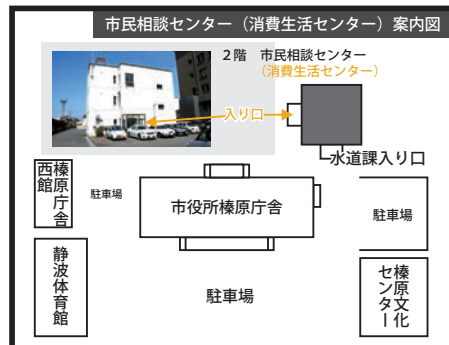 市民相談センター（消費生活センター）案内図
２階　市民相談センター
（消費生活センター）
入り口
水道課入り口
榛原庁舎
西館
駐車場
市役所榛原庁舎
駐車場
静波体育館
駐車場
榛原文化
センター